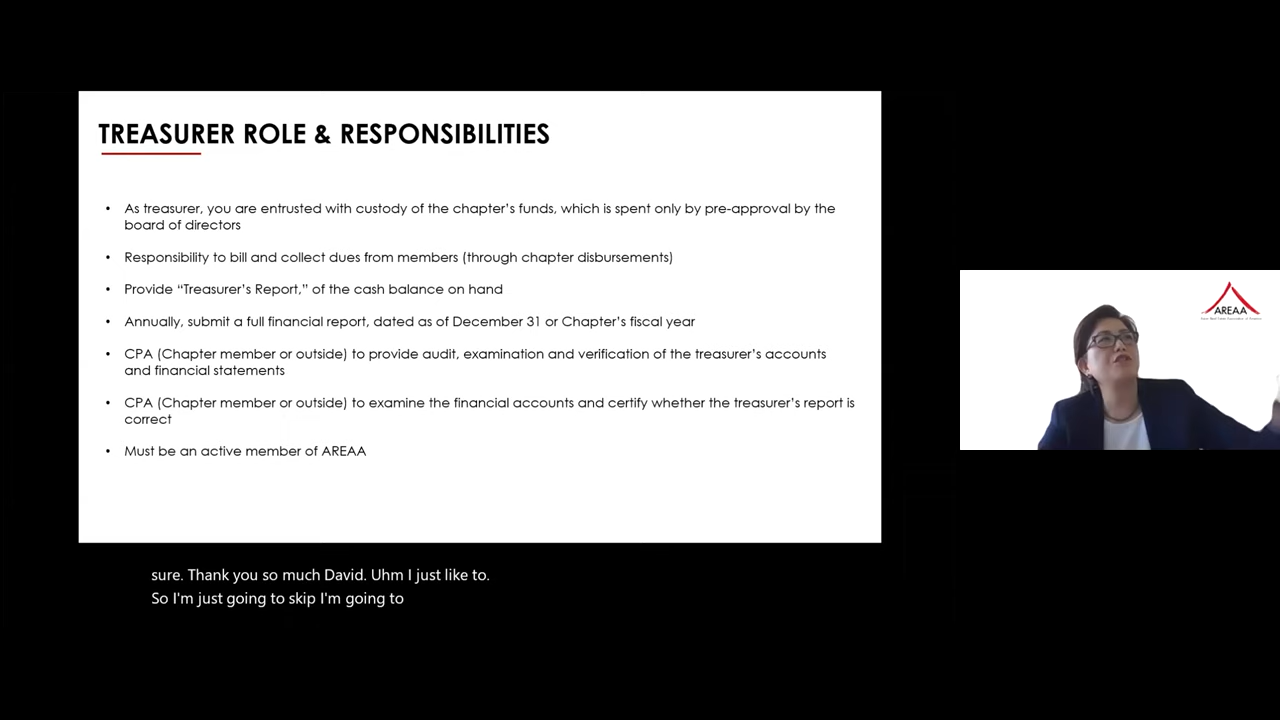 TREASURER ROLE & RESPONSIBILITIES
• As treasurer, you are entrusted with custody of the chapter’s funds, which is spent only by pre-approval by the
board of directors
• Responsibility to bill and collect dues from members (through chapter disbursements)
• Provide “Treasurer’s Report,” of the cash balance on hand
• Annually, submit a full financial report, dated as of December 31 or Chapter’s fiscal year
• CPA (Chapter member or outside) to provide audit, examination and verification of the treasurer’s accounts
and financial statements
• CPA (Chapter member or outside) to examine the financial accounts and certify whether the treasurer’s report is
correct
• Must be an active member of AREAA
AREAA
sure. Thank you so much David. Uhm I just like to.
So I'm just going to skip I'm going to